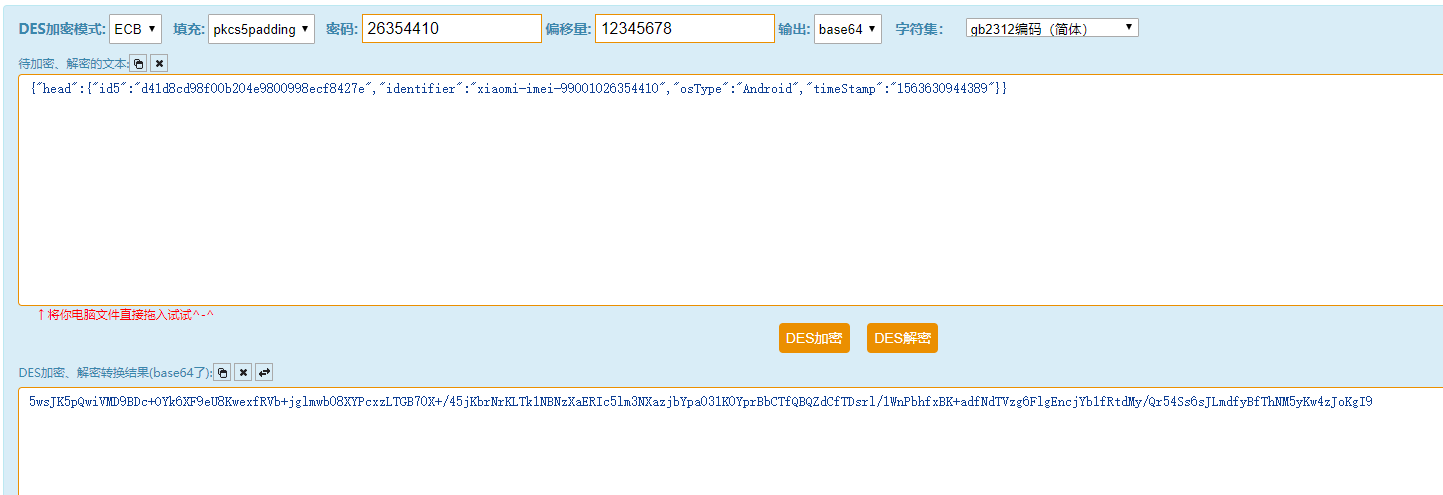 DES加密模式: ECB 填充: pkcs5padding 密码: 26354410 偏移量: 12345678 输出: base64 字符集: gb2312编码（简体）
待加密、解密的文本:
{"head":{"id5":"d41d8cd98f00b204e9800998ecf8427e","identifier":"xiaomi-imei-99001026354410","osType":"Android","timeStamp":"1563630944389"}}
↑将你电脑文件直接拖入试试^-^
DES加密 DES解密
DES加密、解密转换结果(base64了):
5wsJK5pQwiVMD9BDc+OYk6XF9eU8KwexfRVb+jglmwb08XYPcxzLTGB7OX+/45jKbrNrKLTk1NBNzXaERIc5lm3NXazjbYpa031K0YprBbCTfQBQZdCfTDsrl/1WnPbhfxBK+adfNdTVzg6FlgEncjYb1fRtdMy/Qr54Ss6sJLmdfyBfThNM5yKw4zJoKgI9